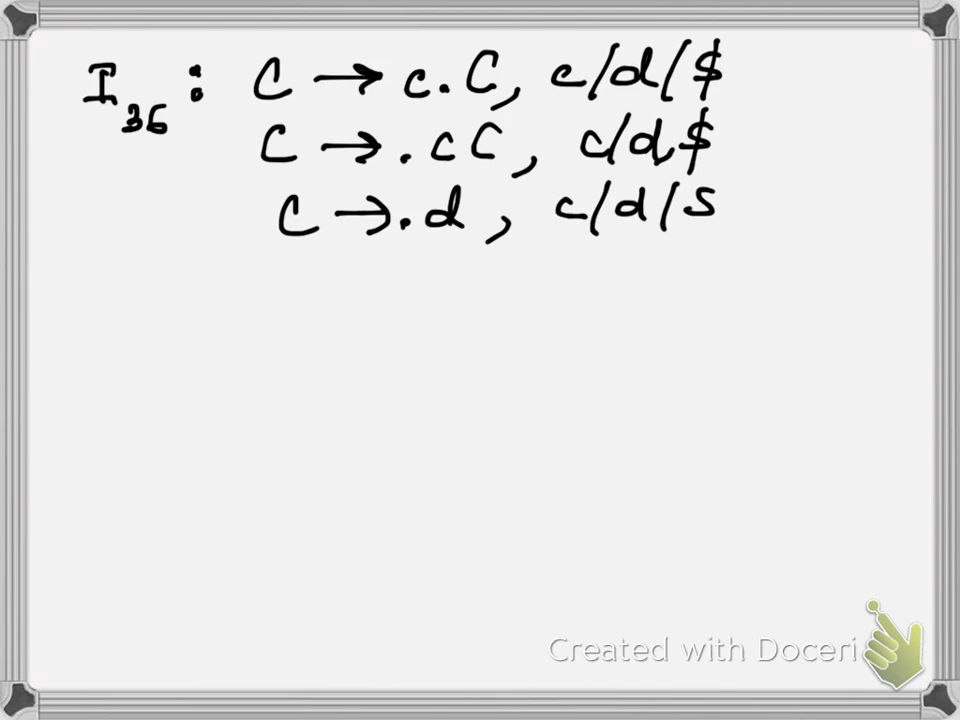 I₃₆ : C → c.C, c/d/$
C → .cC, c/d,$
C → .d, c/d/S
Created with Doceri